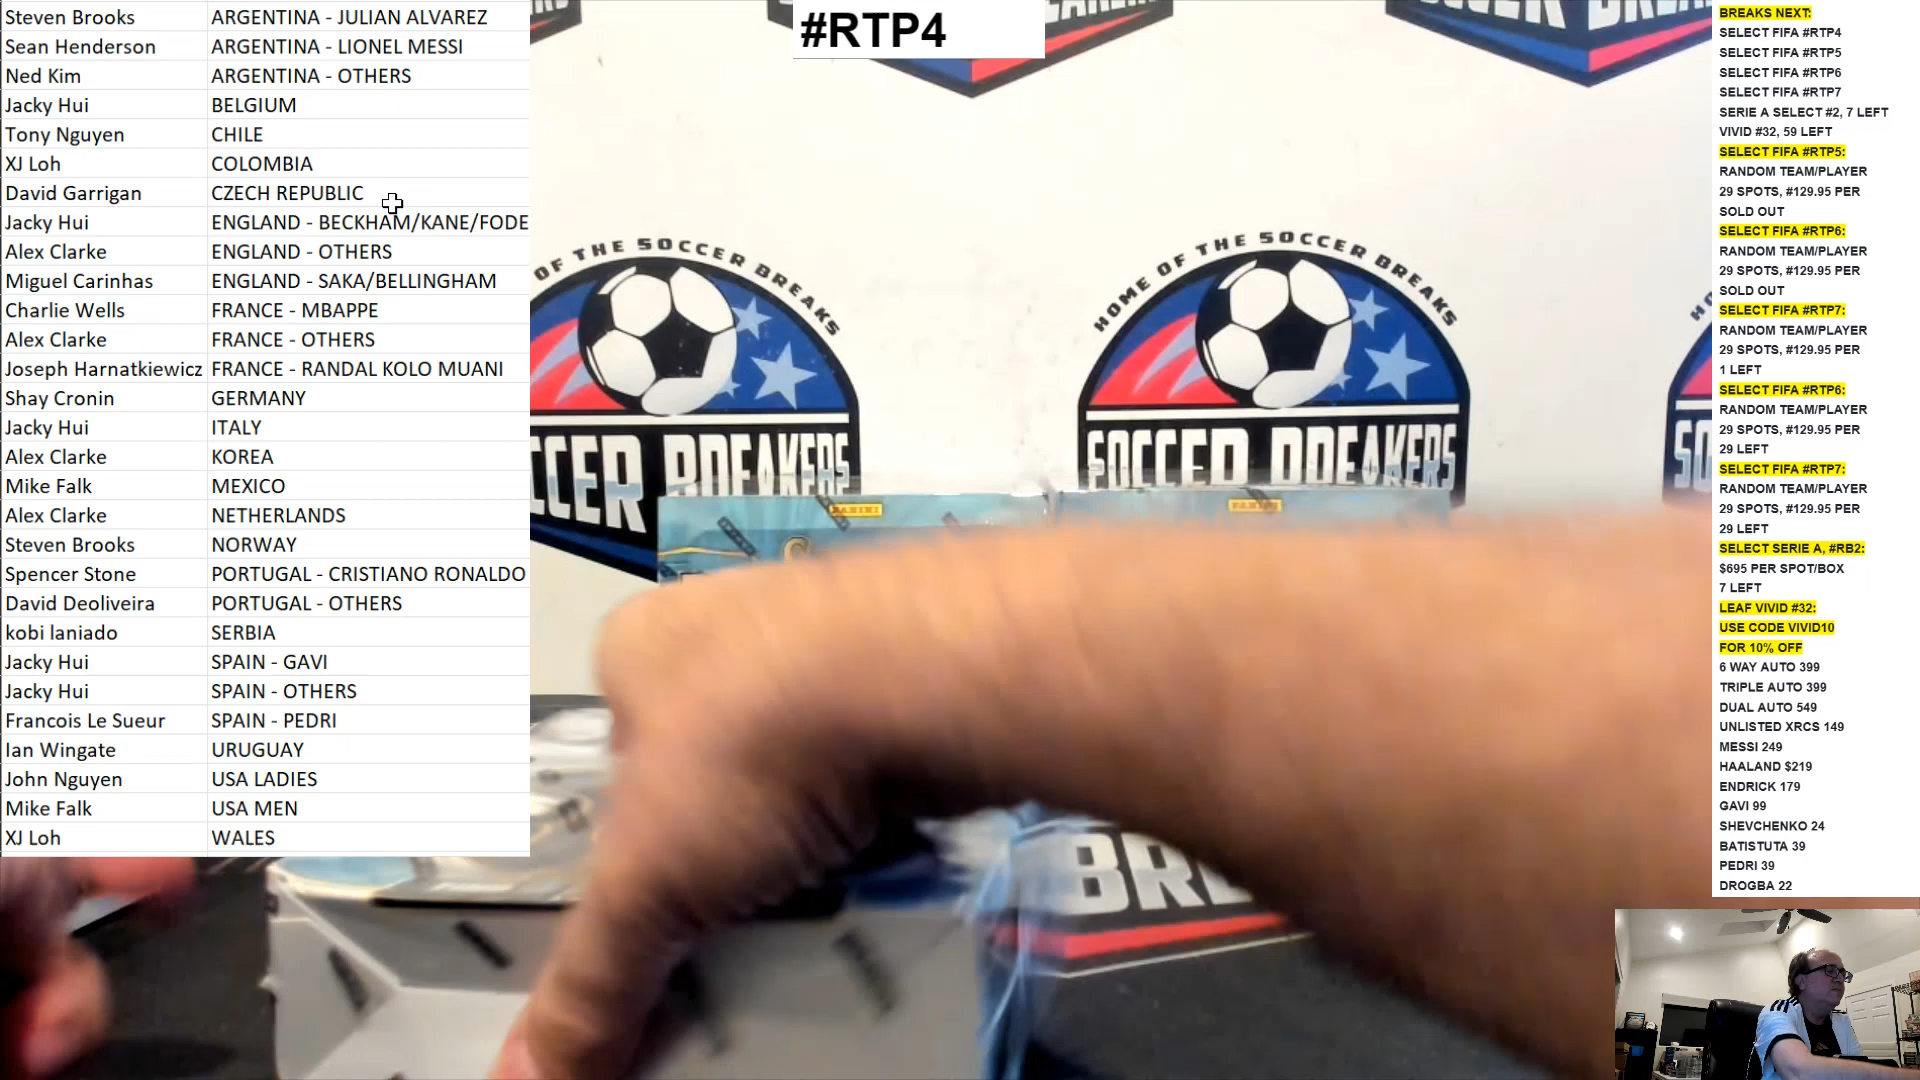 Steven Brooks ARGENTINA - JULIAN ALVAREZ
Sean Henderson ARGENTINA - LIONEL MESSI
Ned Kim ARGENTINA - OTHERS
Jacky Hui BELGIUM
Tony Nguyen CHILE
XJ Loh COLOMBIA
David Garrigan CZECH REPUBLIC
Jacky Hui ENGLAND - BECKHAM/KANE/FODE
Alex Clarke ENGLAND - OTHERS
Miguel Carinhas ENGLAND - SAKA/BELLINGHAM
Charlie Wells FRANCE - MBAPPE
Alex Clarke FRANCE - OTHERS
Joseph Harnatkiewicz FRANCE - RANDAL KOLO MUANI
Shay Cronin GERMANY
Jacky Hui ITALY
Alex Clarke KOREA
Mike Falk MEXICO
Alex Clarke NETHERLANDS
Steven Brooks NORWAY
Spencer Stone PORTUGAL - CRISTIANO RONALDO
David Deoliveira PORTUGAL - OTHERS
kobi laniado SERBIA
Jacky Hui SPAIN - GAVI
Jacky Hui SPAIN - OTHERS
Francois Le Sueur SPAIN - PEDRI
Ian Wingate URUGUAY
John Nguyen USA LADIES
Mike Falk USA MEN
XJ Loh WALES
#RTP4
OF THE SOCCER BREAKS
CCER BREAKERS
HOME OF THE SOCCER BREAKS
SOCCER BREAKERS
SO
PANINI
PANINI
BRE
BREAKS NEXT:
SELECT FIFA #RTP4
SELECT FIFA #RTP5
SELECT FIFA #RTP6
SELECT FIFA #RTP7
SERIE A SELECT #2, 7 LEFT
VIVID #32, 59 LEFT
SELECT FIFA #RTP5:
RANDOM TEAM/PLAYER
29 SPOTS, #129.95 PER
SOLD OUT
SELECT FIFA #RTP6:
RANDOM TEAM/PLAYER
29 SPOTS, #129.95 PER
SOLD OUT
SELECT FIFA #RTP7:
RANDOM TEAM/PLAYER
29 SPOTS, #129.95 PER
1 LEFT
SELECT FIFA #RTP6:
RANDOM TEAM/PLAYER
29 SPOTS, #129.95 PER
29 LEFT
SELECT FIFA #RTP7:
RANDOM TEAM/PLAYER
29 SPOTS, #129.95 PER
29 LEFT
SELECT SERIE A, #RB2:
$695 PER SPOT/BOX
7 LEFT
LEAF VIVID #32:
USE CODE VIVID10
FOR 10% OFF
6 WAY AUTO 399
TRIPLE AUTO 399
DUAL AUTO 549
UNLISTED XRCS 149
MESSI 249
HAALAND $219
ENDRICK 179
GAVI 99
SHEVCHENKO 24
BATISTUTA 39
PEDRI 39
DROGBA 22